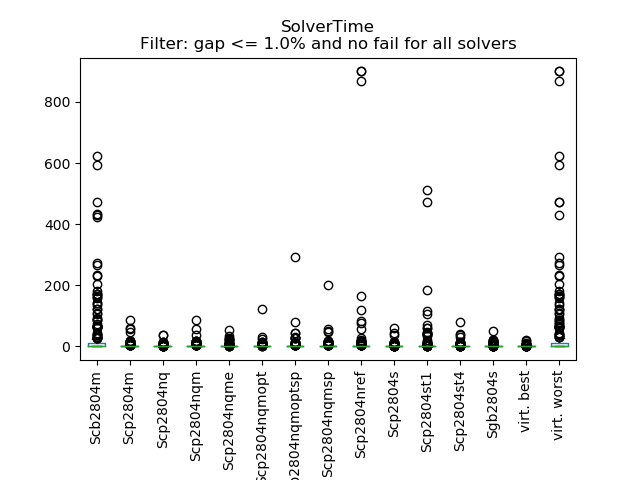 SolverTime
Filter: gap <= 1.0% and no fail for all solvers
800
600
400
200
0
Scb2804m
Scp2804m
Scp2804nq
Scp2804nqm
Scp2804nqme
Scp2804nqmopt
p2804nqmoptsp
Scp2804nqmsp
Scp2804nref
Scp2804s
Scp2804st1
Scp2804st4
Sgb2804s
virt. best
virt. worst